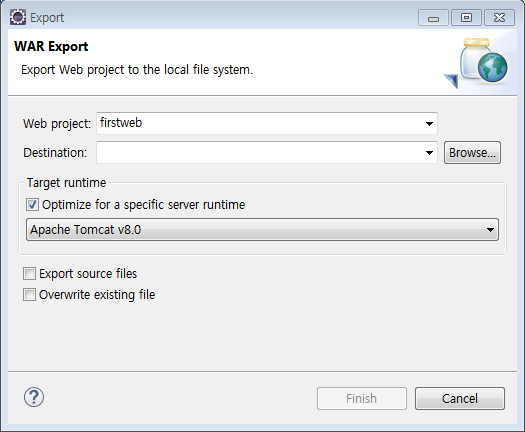 Export
WAR Export
Export Web project to the local file system.
Web project: firstweb
Destination: Browse...
Target runtime
Optimize for a specific server runtime
Apache Tomcat v8.0
Export source files
Overwrite existing file
? Finish Cancel